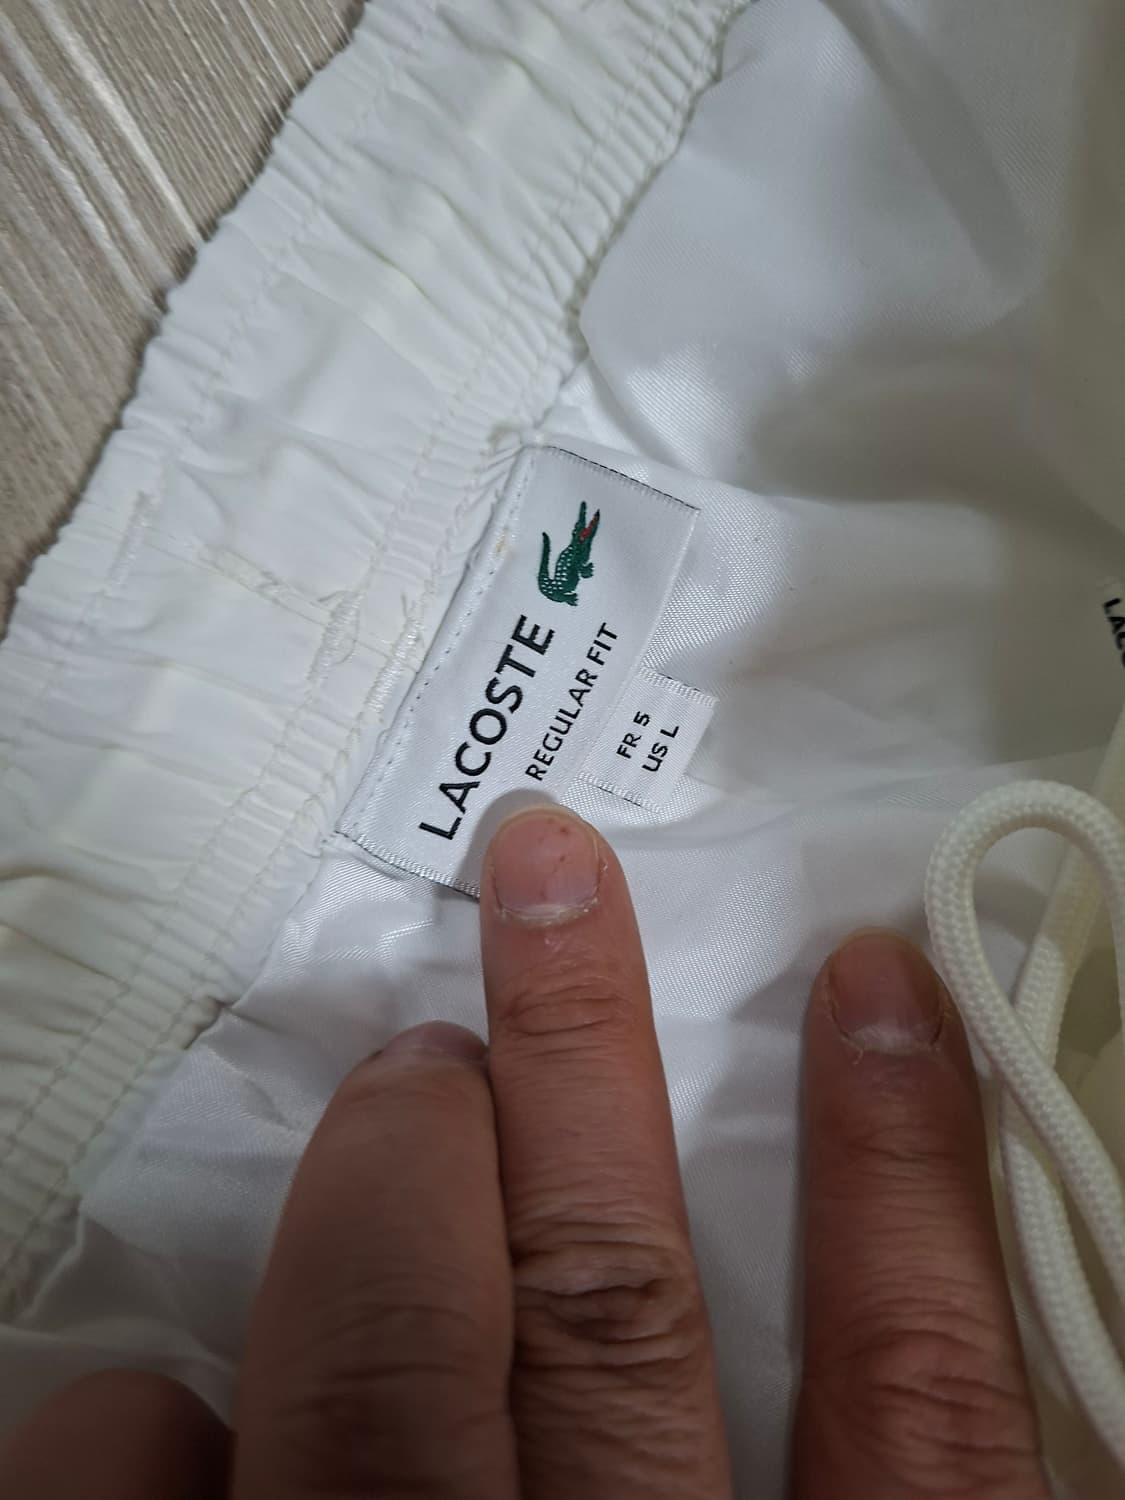 LACOSTE
REGULAR FIT
FR 5
US L